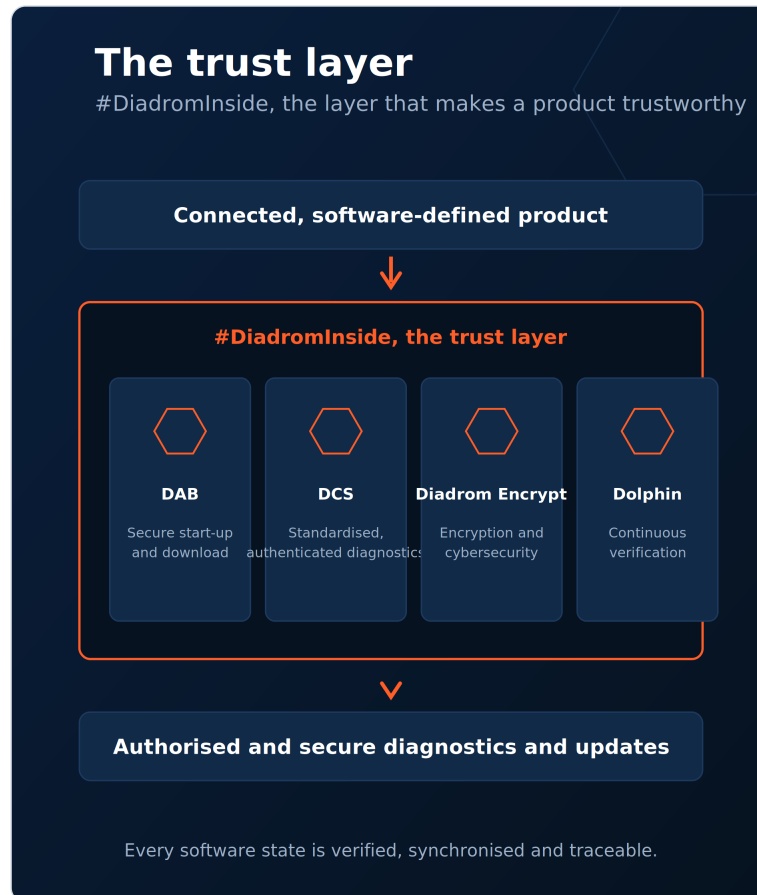 The trust layer
#DiadromInside, the layer that makes a product trustworthy
Connected, software-defined product
#DiadromInside, the trust layer
DAB
Secure start-up
and download
DCS
Standardised,
authenticated diagnostics
Diadrom Encrypt
Encryption and
cybersecurity
Dolphin
Continuous
verification
Authorised and secure diagnostics and updates
Every software state is verified, synchronised and traceable.